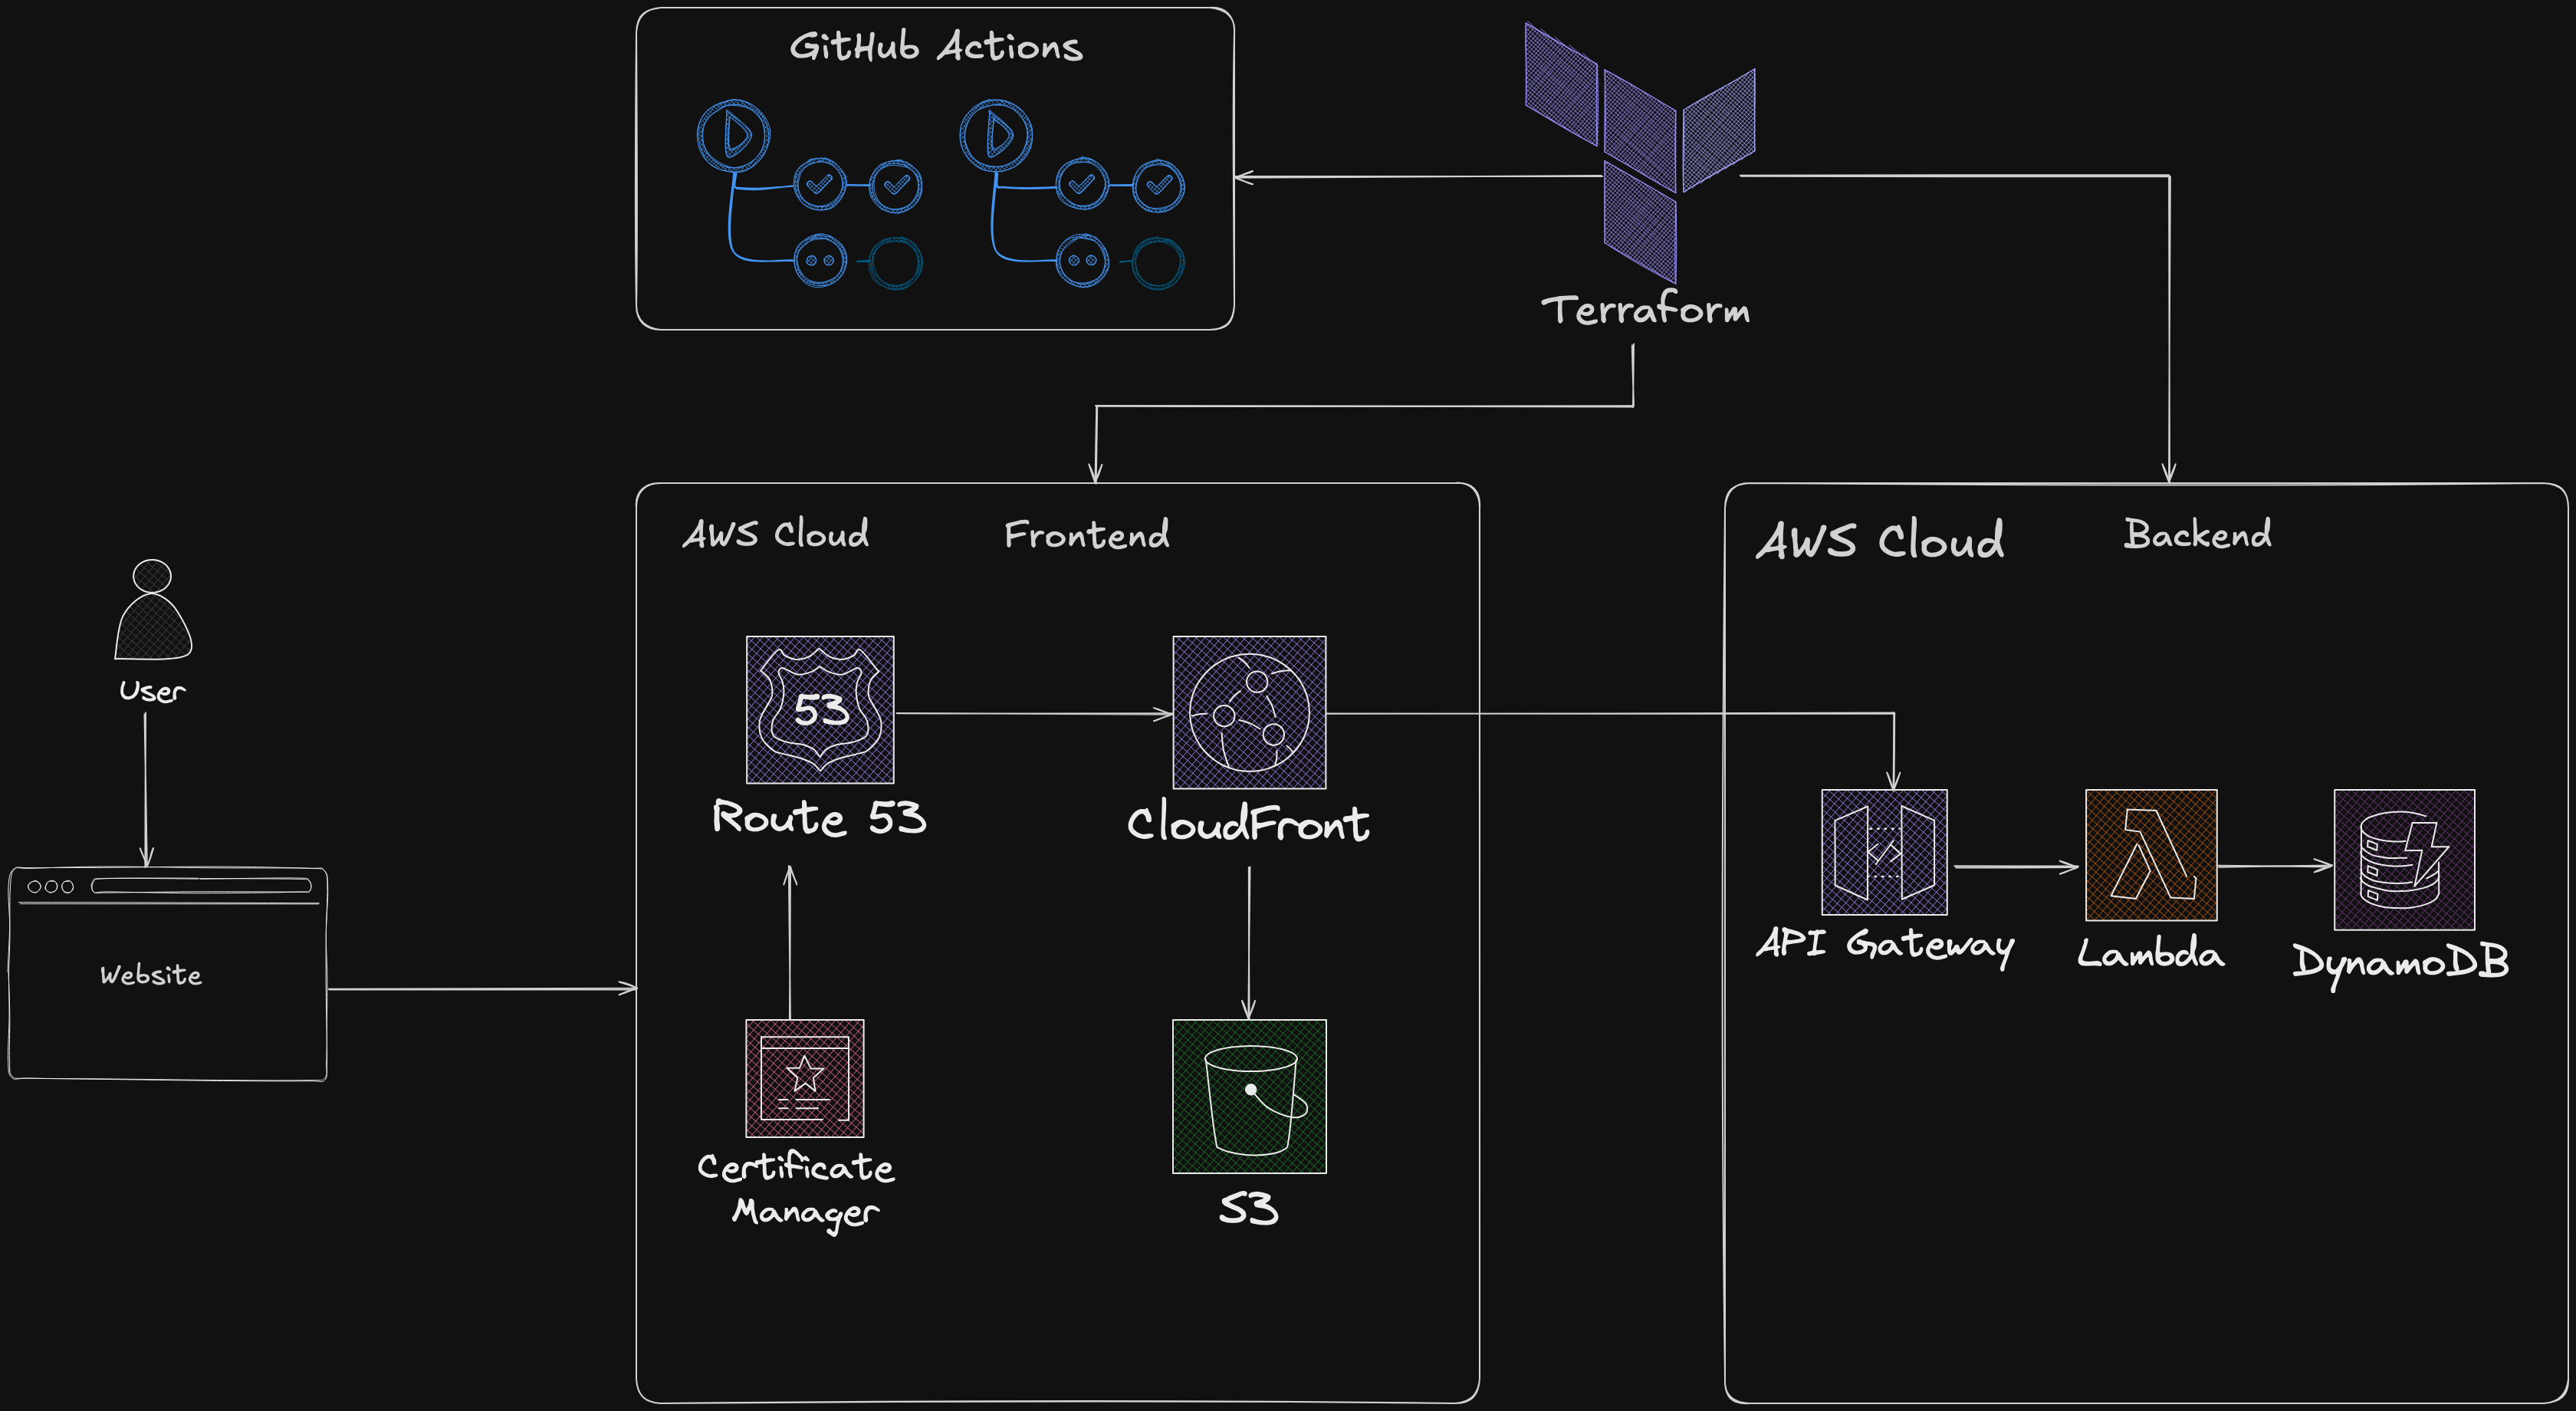 GitHub Actions
Terraform
AWS Cloud
Frontend
AWS Cloud
Backend
User
53
Route 53
CloudFront
Website
API Gateway
Lambda
DynamoDB
Certificate
Manager
S3